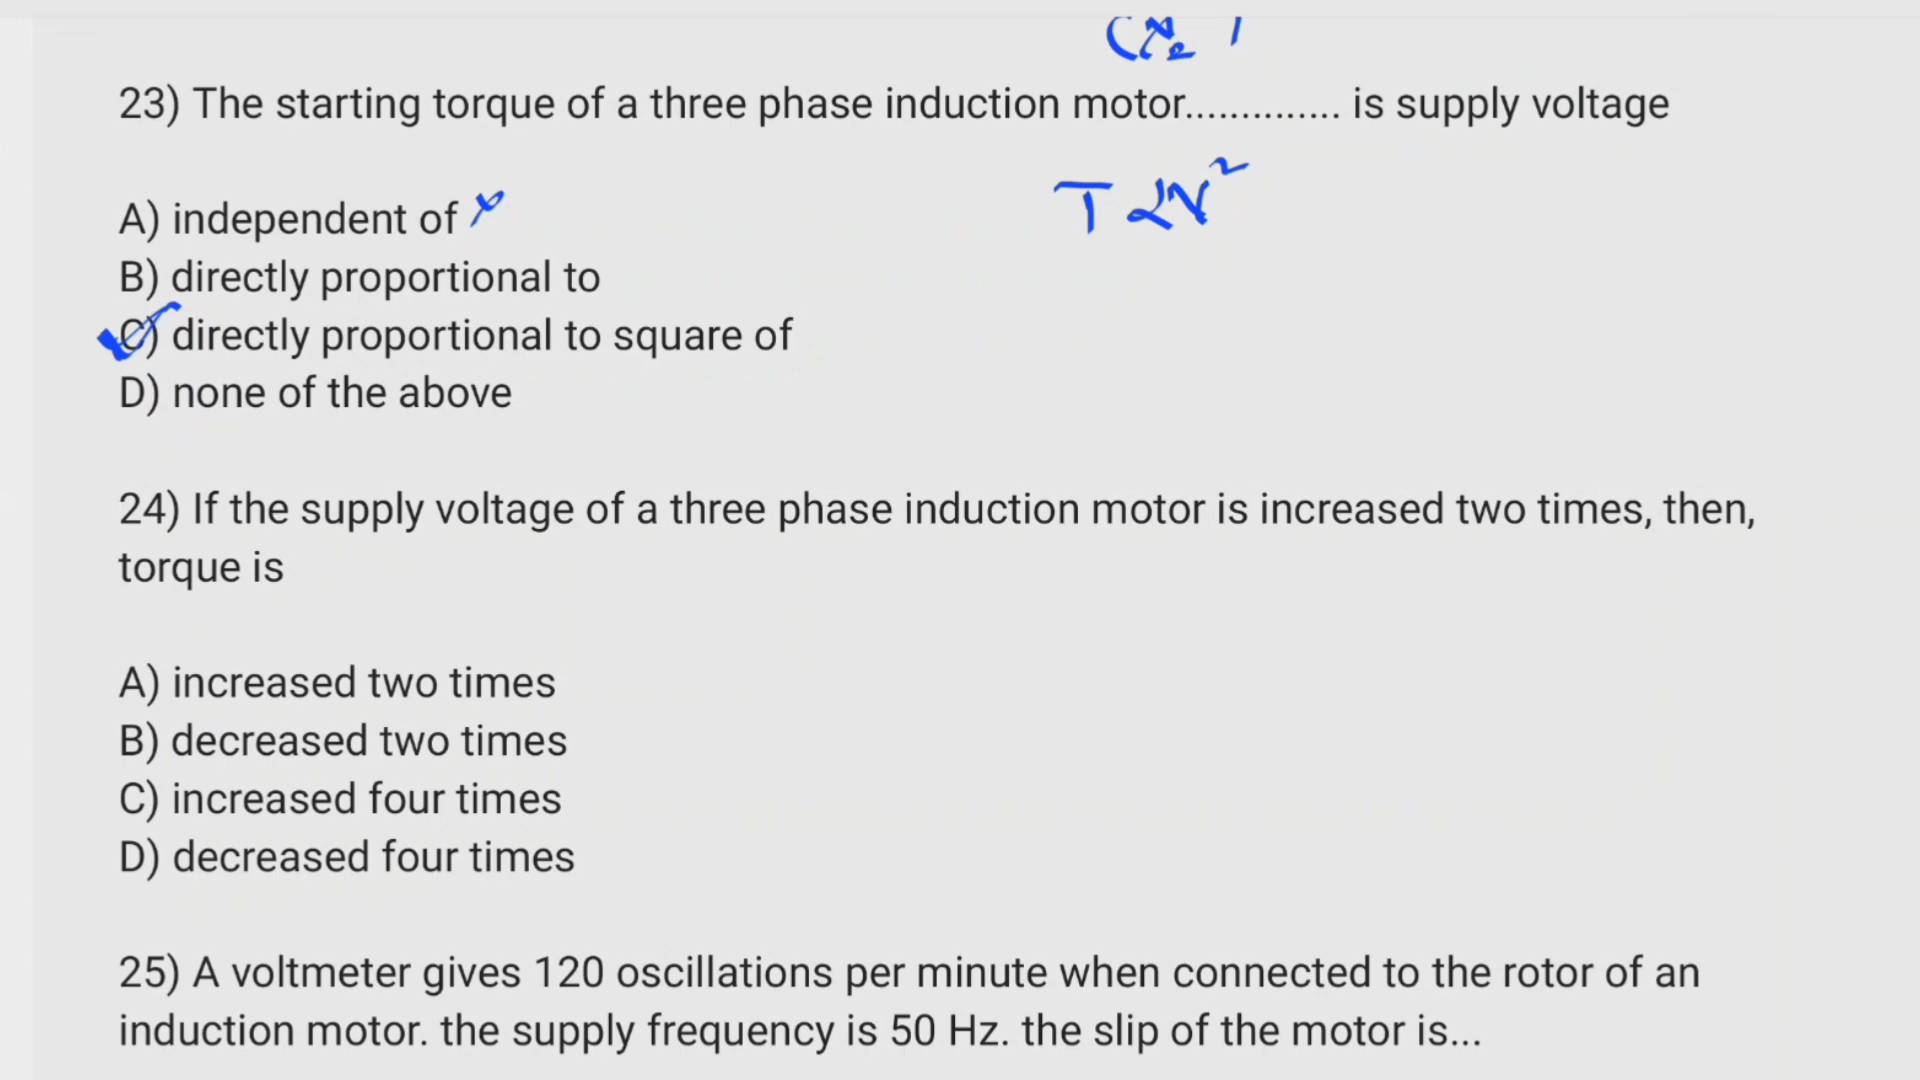 23) The starting torque of a three phase induction motor.............. is supply voltage
T ∝ V²
A) independent of
B) directly proportional to
C) directly proportional to square of
D) none of the above
24) If the supply voltage of a three phase induction motor is increased two times, then,
torque is
A) increased two times
B) decreased two times
C) increased four times
D) decreased four times
25) A voltmeter gives 120 oscillations per minute when connected to the rotor of an
induction motor. the supply frequency is 50 Hz. the slip of the motor is...